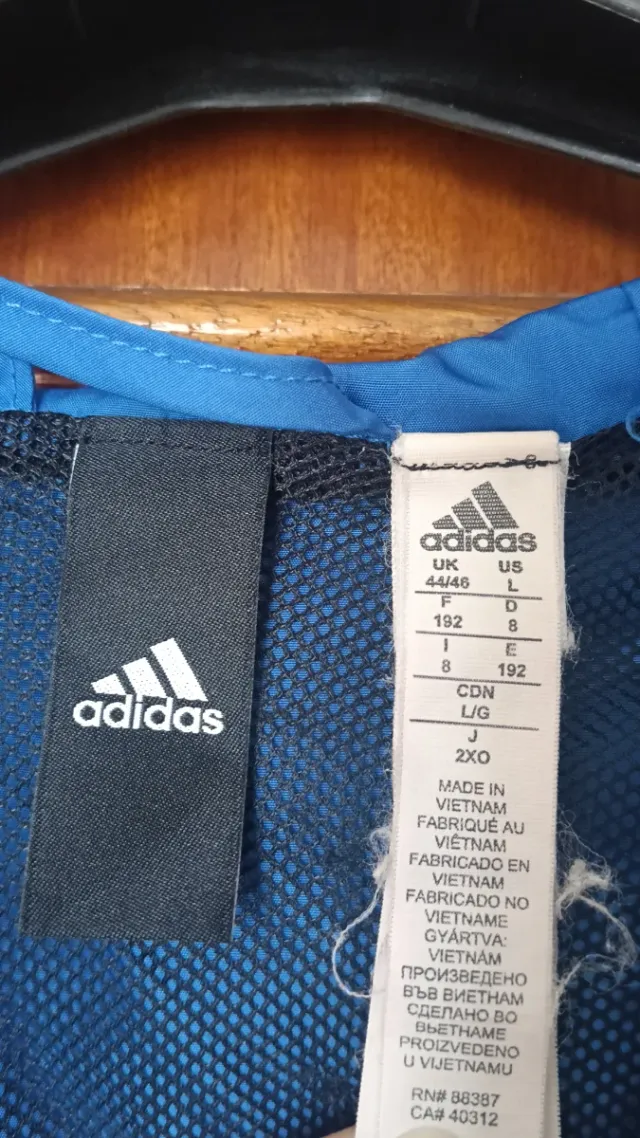 adidas
adidas
UK US
44/46 L
F D
192 8
I E
8 192
CDN
L/G
J
2XO
MADE IN
VIETNAM
FABRIQUÉ AU
VIÊTNAM
FABRICADO EN
VIETNAM
FABRICADO NO
VIETNAME
GYÁRTVA:
VIETNÁM
ПРОИЗВЕДЕНО
ВЪВ ВИЕТНАМ
СДЕЛАНО ВО
ВЬЕТНАМЕ
PROIZVEDENO
U VIJETNAMU
RN# 88387
CA# 40312